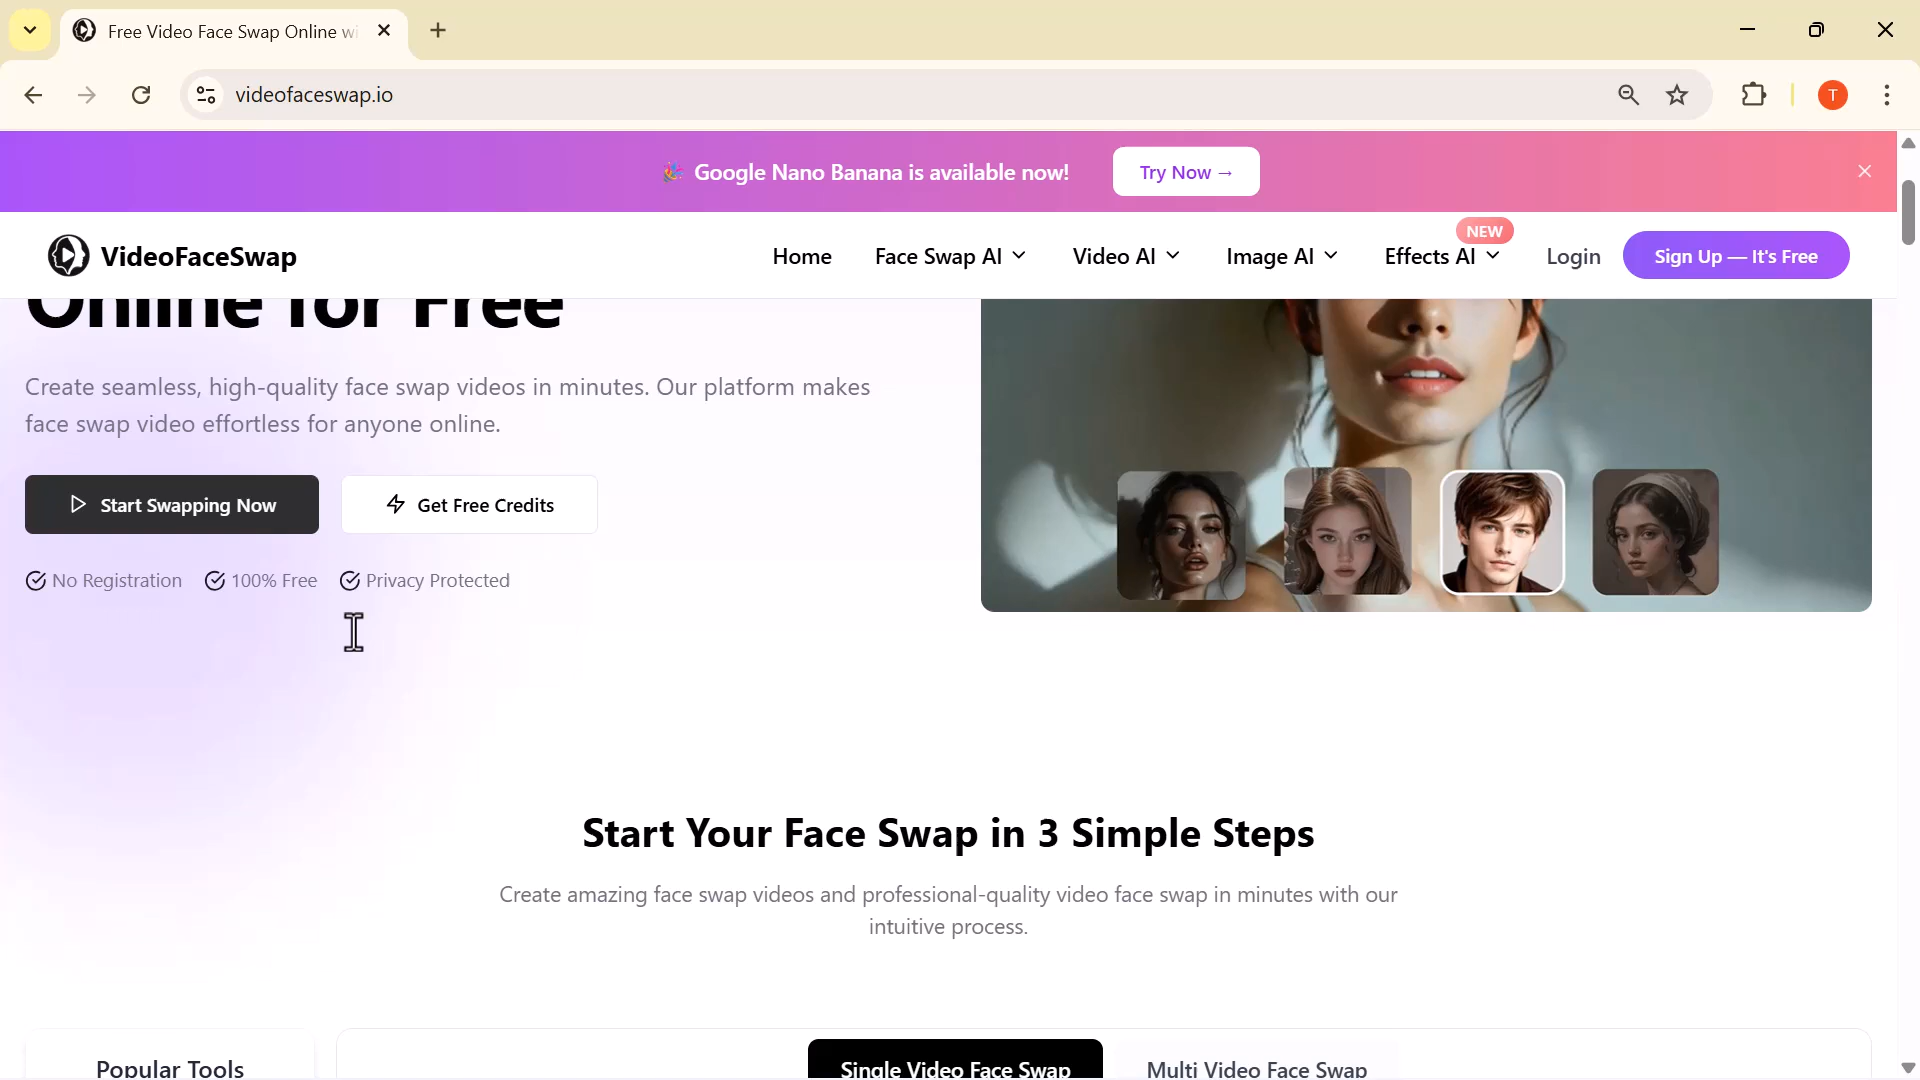 Free Video Face Swap Online wi
videofaceswap.io
T
🎉 Google Nano Banana is available now!
Try Now →
VideoFaceSwap
Home
Face Swap AI
Video AI
Image AI
Effects AI
NEW
Login
Sign Up — It's Free
Online for Free
Create seamless, high-quality face swap videos in minutes. Our platform makes
face swap video effortless for anyone online.
Start Swapping Now
Get Free Credits
No Registration
100% Free
Privacy Protected
Start Your Face Swap in 3 Simple Steps
Create amazing face swap videos and professional-quality video face swap in minutes with our
intuitive process.
Popular Tools
Single Video Face Swap
Multi Video Face Swap